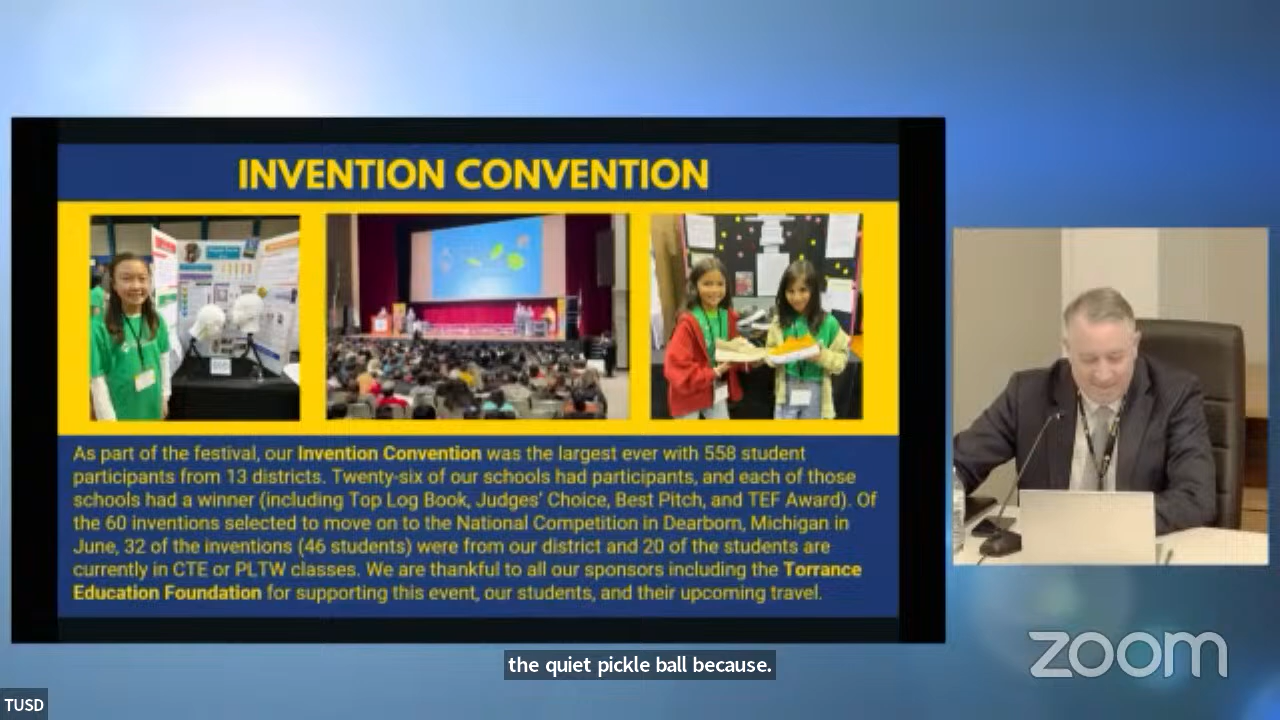 INVENTION CONVENTION
As part of the festival, our Invention Convention was the largest ever with 558 student
participants from 13 districts. Twenty-six of our schools had participants, and each of those
schools had a winner (including Top Log Book, Judges' Choice, Best Pitch, and TEF Award). Of
the 60 inventions selected to move on to the National Competition in Dearborn, Michigan in
June, 32 of the inventions (46 students) were from our district and 20 of the students are
currently in CTE or PLTW classes. We are thankful to all our sponsors including the Torrance
Education Foundation for supporting this event, our students, and their upcoming travel.
the quiet pickle ball because.
zoom
TUSD